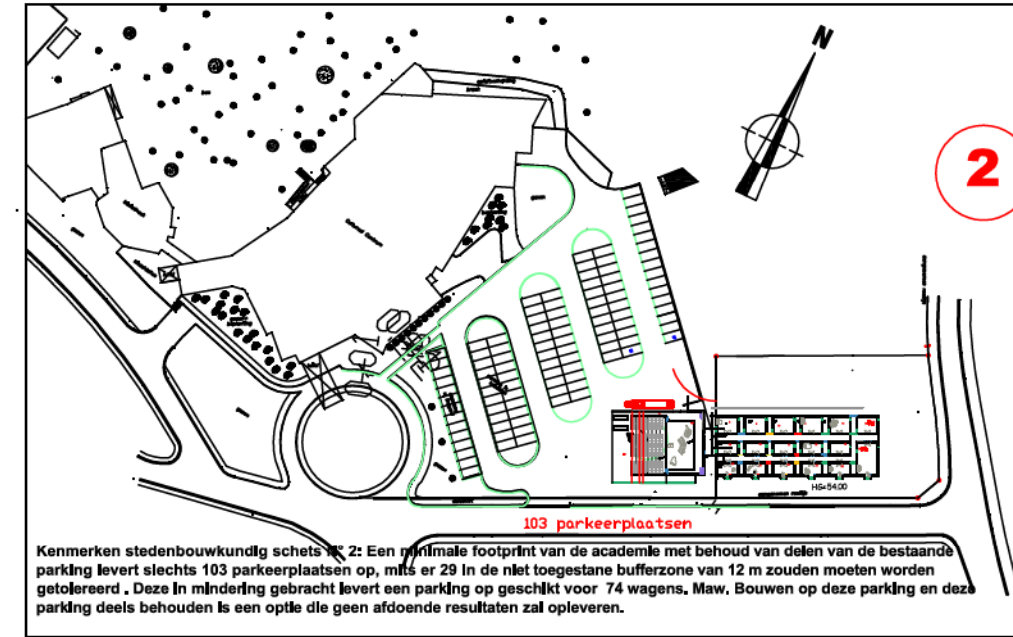 N
2
HS=54.00
103 parkeerplaatsen
Kenmerken stedenbouwkundig schets N° 2: Een minimale footprint van de academie met behoud van delen van de bestaande
parking levert slechts 103 parkeerplaatsen op, mits er 29 in de niet toegestane bufferzone van 12 m zouden moeten worden
getolereerd . Deze in mindering gebracht levert een parking op geschikt voor 74 wagens. Maw. Bouwen op deze parking en deze
parking deels behouden is een optie die geen afdoende resultaten zal opleveren.